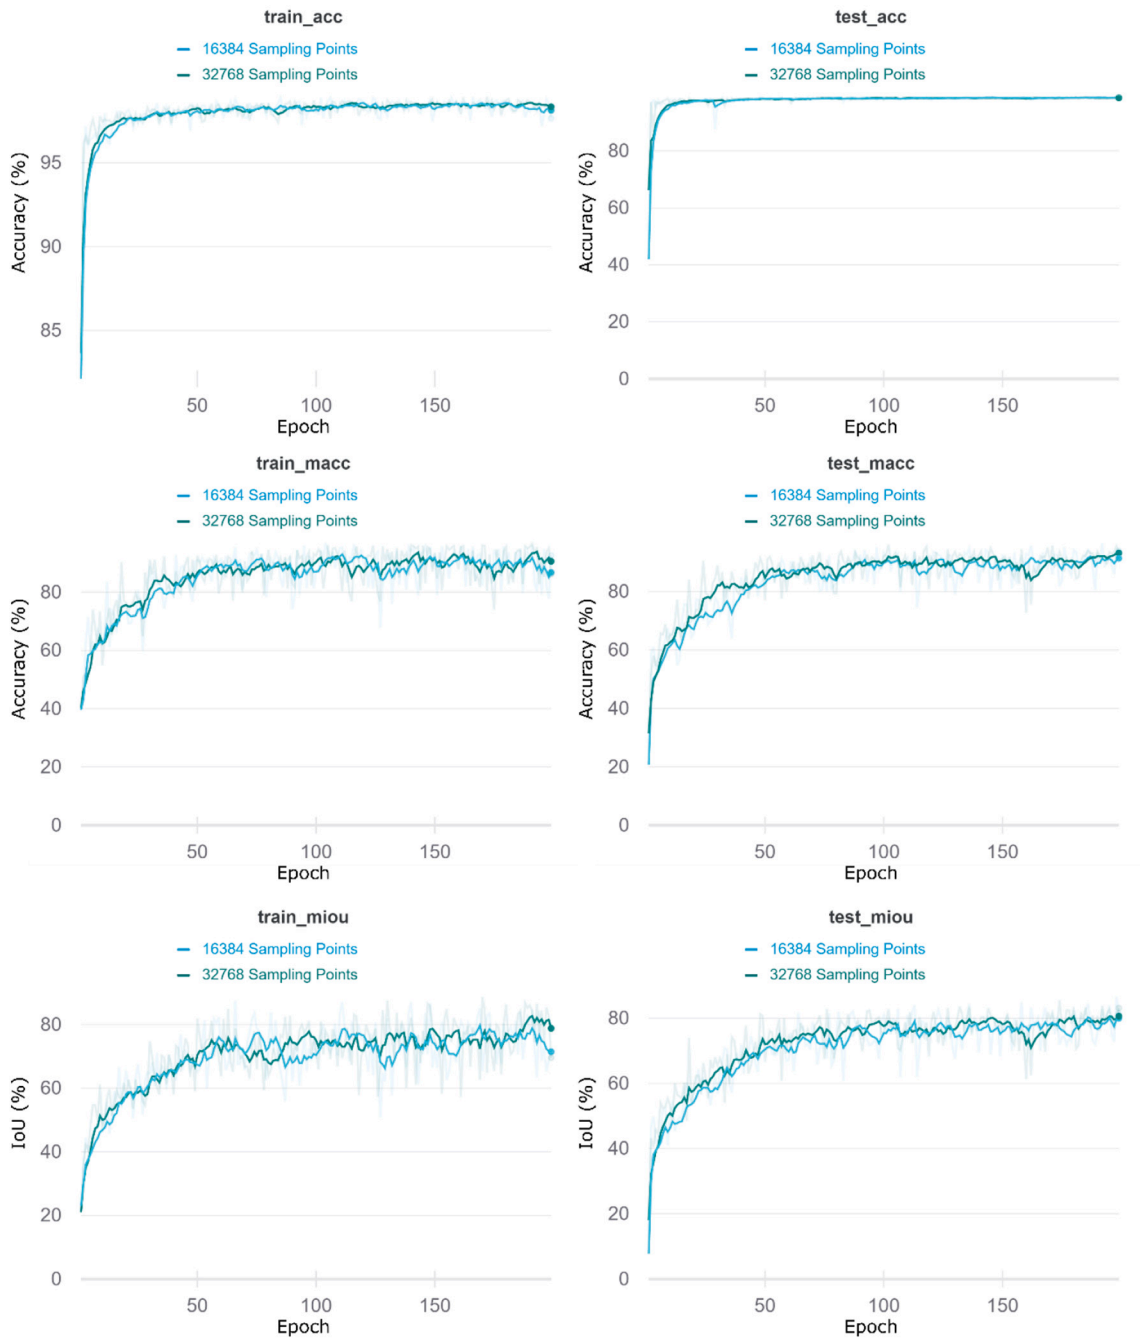 train_acc
16384 Sampling Points
32768 Sampling Points
Accuracy (%)
95
90
85
50
100
150
Epoch
test_acc
16384 Sampling Points
32768 Sampling Points
Accuracy (%)
80
60
40
20
0
50
100
150
Epoch
train_macc
16384 Sampling Points
32768 Sampling Points
Accuracy (%)
80
60
40
20
0
50
100
150
Epoch
test_macc
16384 Sampling Points
32768 Sampling Points
Accuracy (%)
80
60
40
20
0
50
100
150
Epoch
train_miou
16384 Sampling Points
32768 Sampling Points
IoU (%)
80
60
40
20
0
50
100
150
Epoch
test_miou
16384 Sampling Points
32768 Sampling Points
IoU (%)
80
60
40
20
0
50
100
150
Epoch